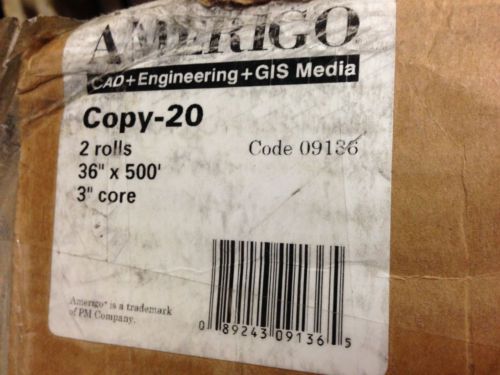 AMERIGO
CAD+Engineering+GIS Media
Copy-20
2 rolls
Code 09136
36" x 500'
3" core
Amerigo® is a trademark
of PM Company.
0 89243 09136 5